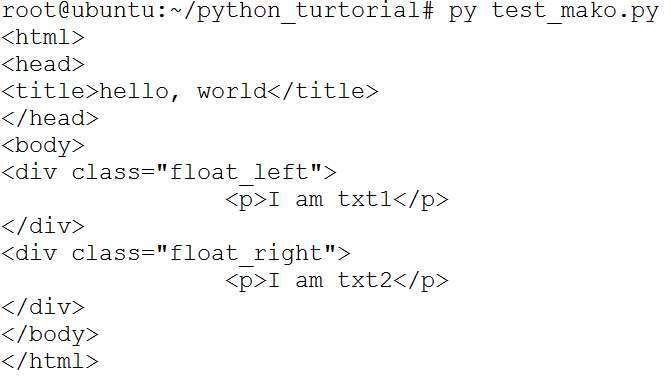 root@ubuntu:~/python_turtorial# py test_mako.py
<html>
<head>
<title>hello, world</title>
</head>
<body>
<div class="float_left">
                <p>I am txt1</p>
</div>
<div class="float_right">
                <p>I am txt2</p>
</div>
</body>
</html>